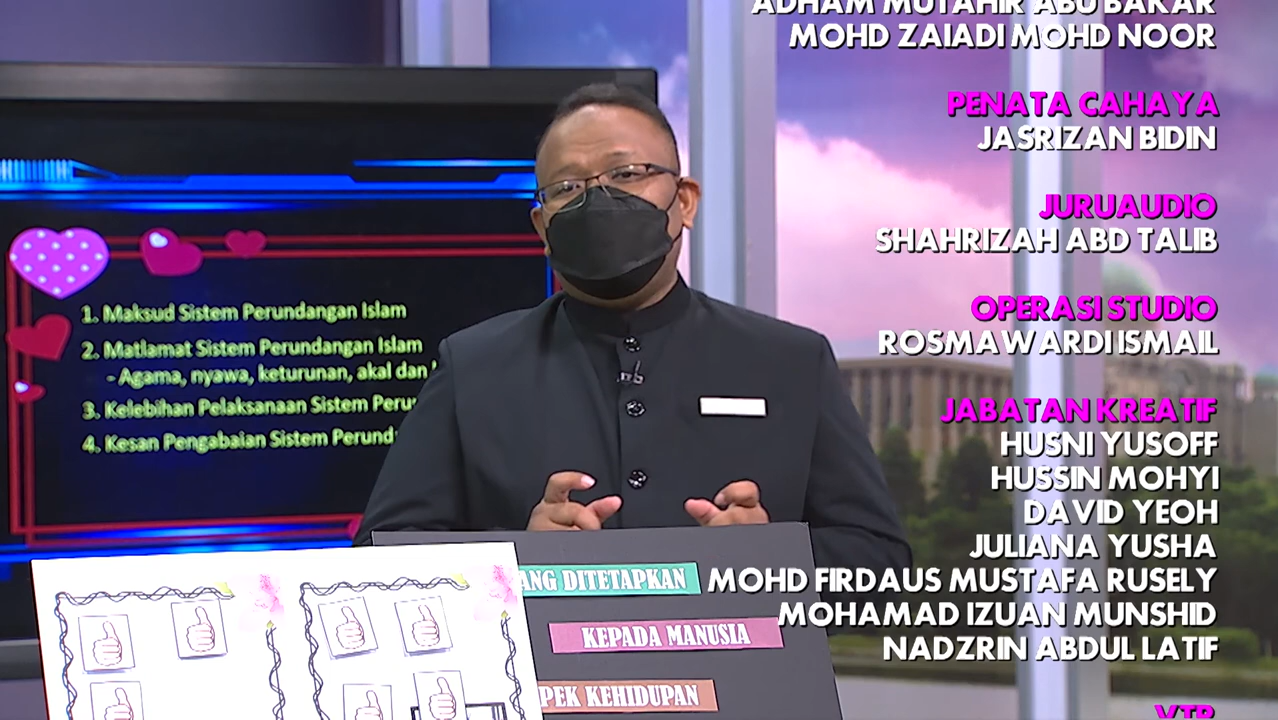 ADHAM MUTAHIR ABU BAKAR
MOHD ZAIADI MOHD NOOR
PENATA CAHAYA
JASRIZAN BIDIN
JURUAUDIO
SHAHRIZAH ABD TALIB
OPERASI STUDIO
ROSMAWARDI ISMAIL
JABATAN KREATIF
HUSNI YUSOFF
HUSSIN MOHYI
DAVID YEOH
JULIANA YUSHA
MOHD FIRDAUS MUSTAFA RUSELY
MOHAMAD IZUAN MUNSHID
NADZRIN ABDUL LATIF
VTR
1. Maksud Sistem Perundangan Islam
2. Matlamat Sistem Perundangan Islam
- Agama, nyawa, keturunan, akal dan
3. Kelebihan Pelaksanaan Sistem Peru
4. Kesan Pengabaian Sistem Perund
ANG DITETAPKAN
KEPADA MANUSIA
PEK KEHIDUPAN